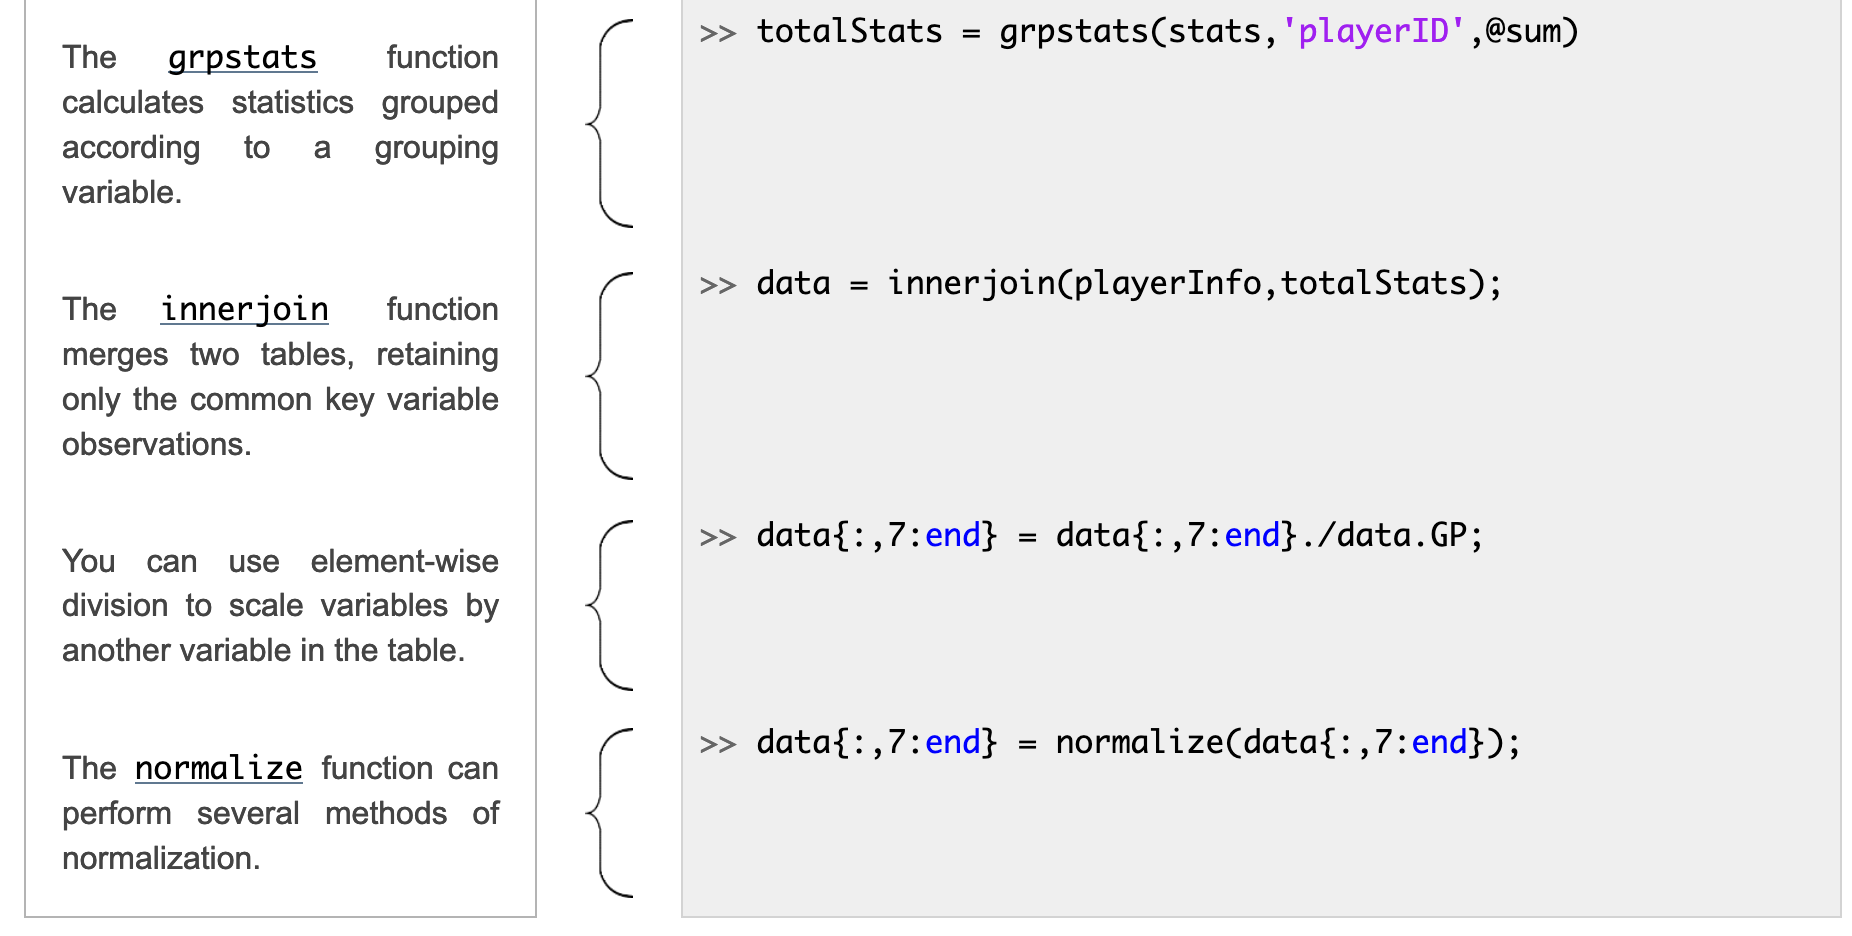 The grpstats function
calculates statistics grouped
according to a grouping
variable.
>> totalStats = grpstats(stats,'playerID',@sum)
The innerjoin function
merges two tables, retaining
only the common key variable
observations.
>> data = innerjoin(playerInfo,totalStats);
You can use element-wise
division to scale variables by
another variable in the table.
>> data{:,7:end} = data{:,7:end}./data.GP;
The normalize function can
perform several methods of
normalization.
>> data{:,7:end} = normalize(data{:,7:end});